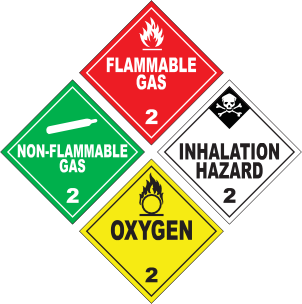 FLAMMABLE
GAS
2
NON-FLAMMABLE
GAS
2
INHALATION
HAZARD
2
OXYGEN
2